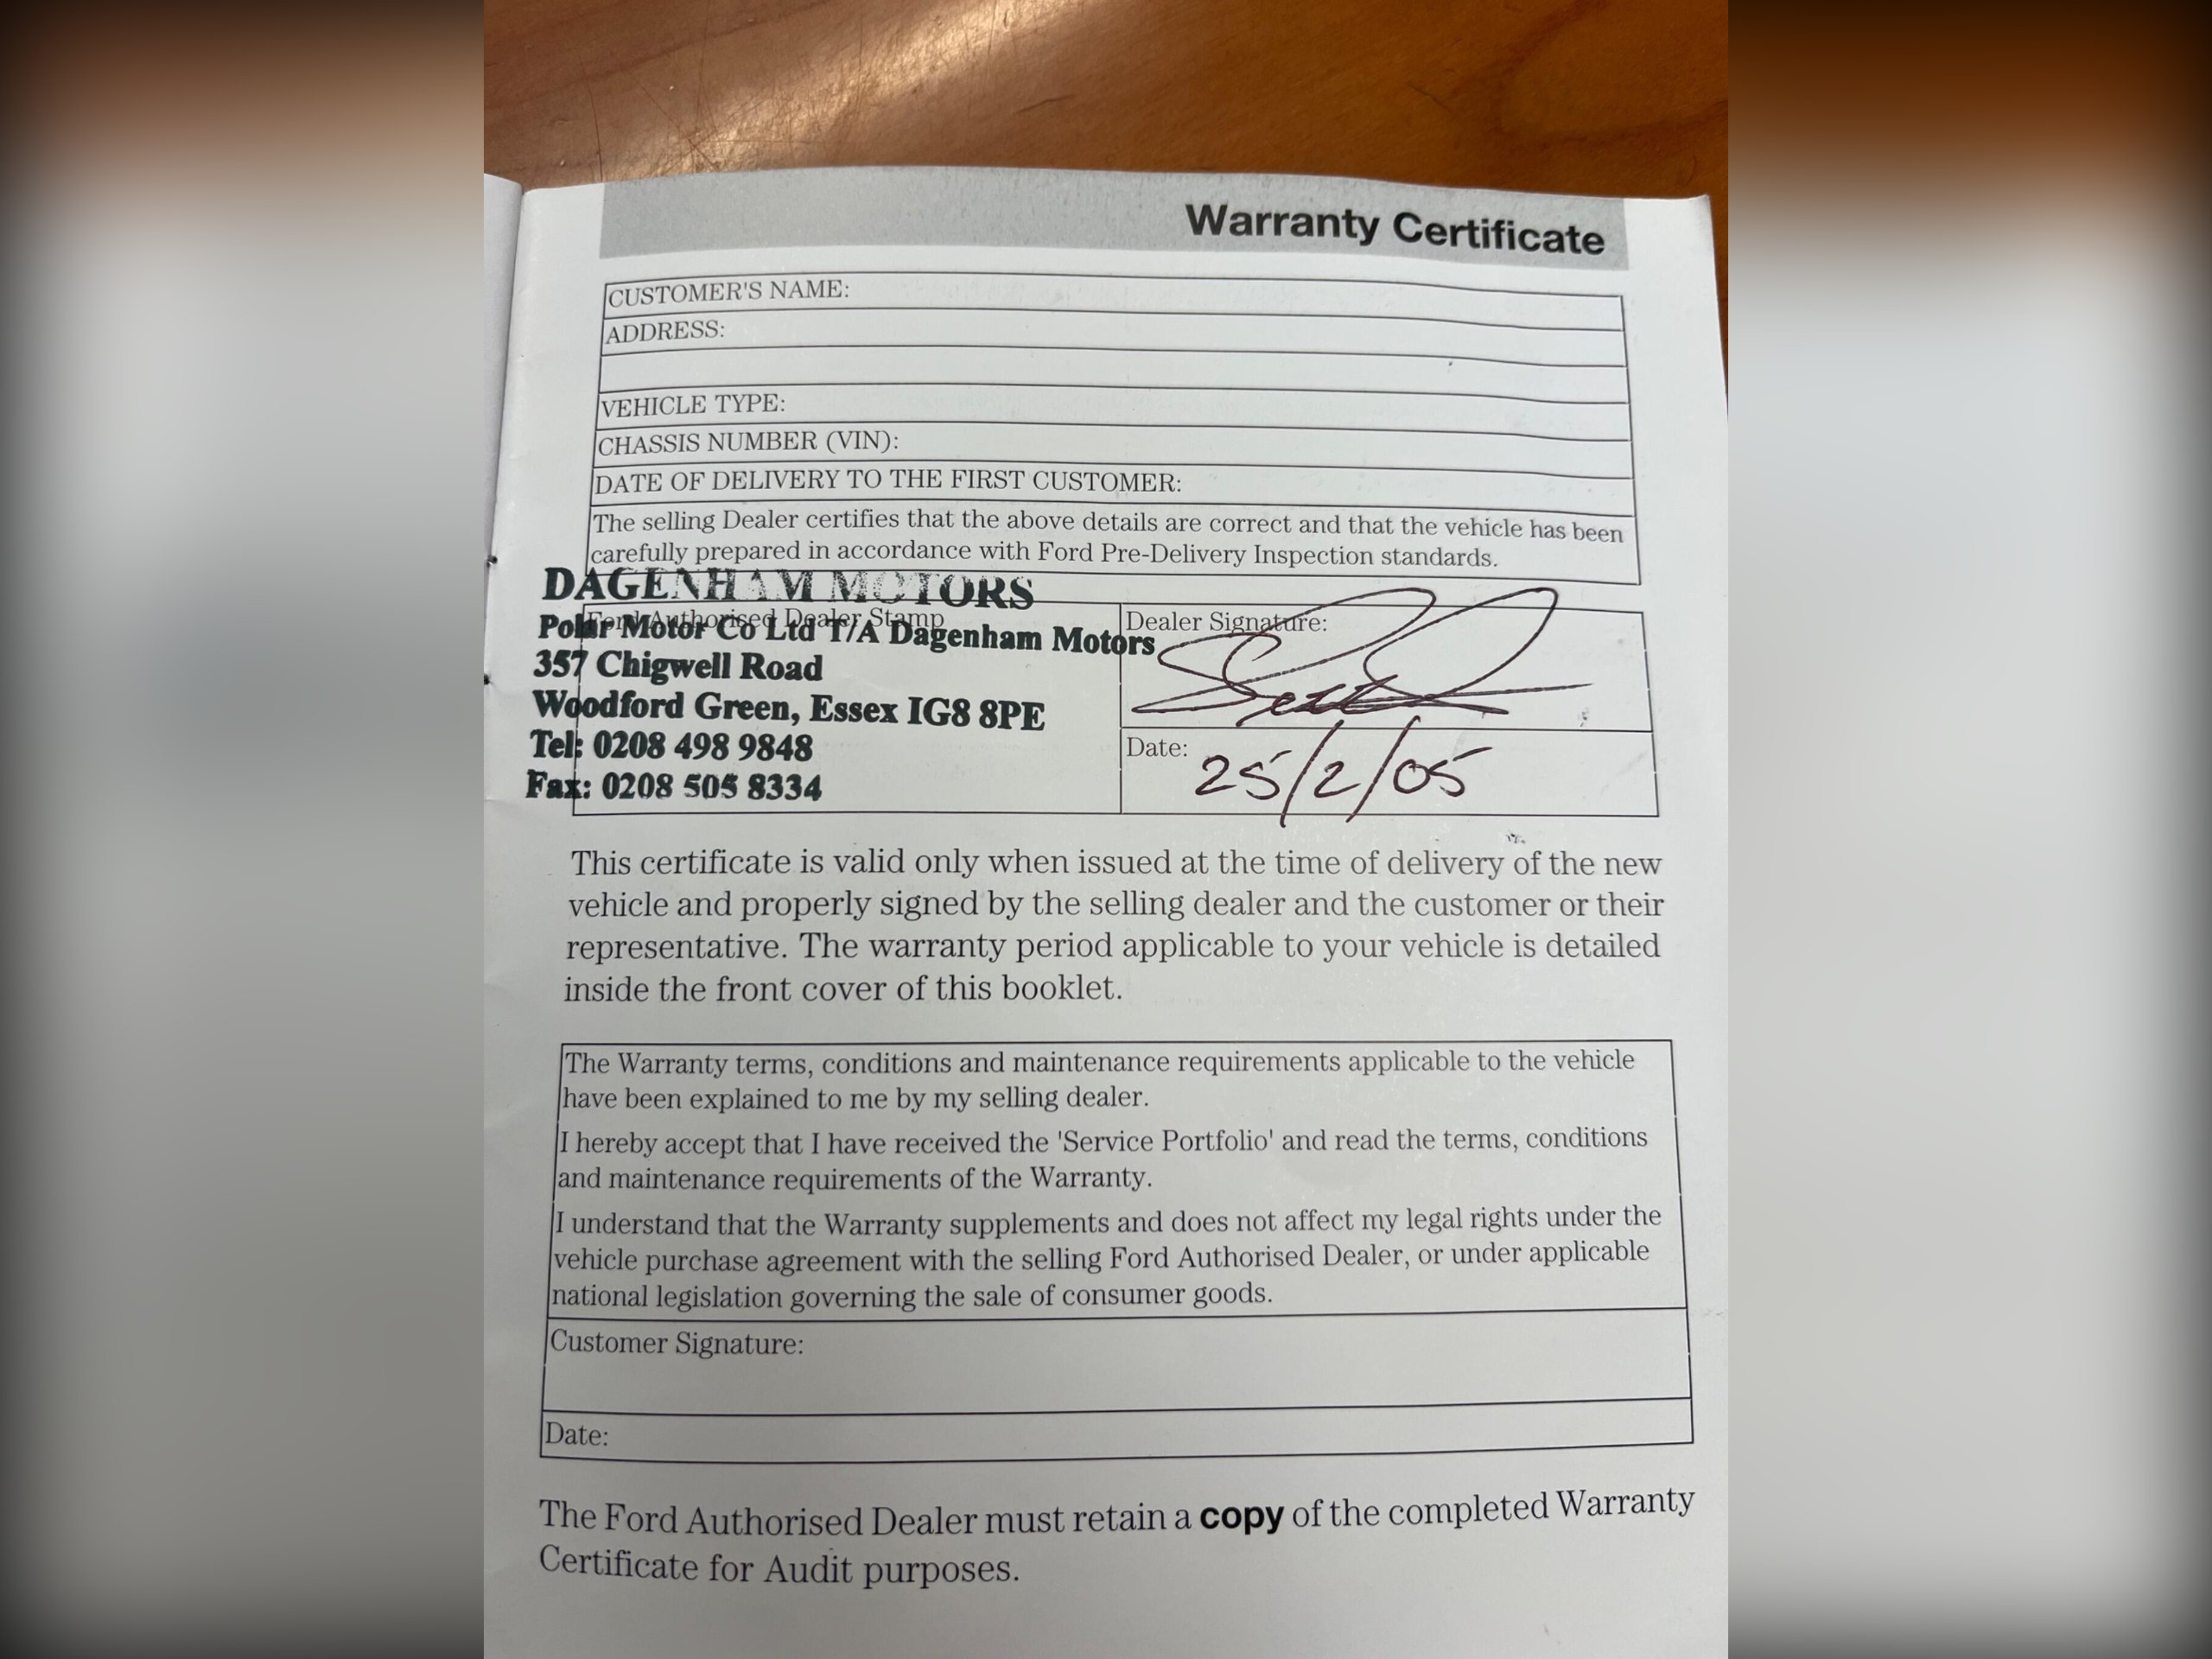 Warranty Certificate
CUSTOMER'S NAME:
ADDRESS:
VEHICLE TYPE:
CHASSIS NUMBER (VIN):
DATE OF DELIVERY TO THE FIRST CUSTOMER:
The selling Dealer certifies that the above details are correct and that the vehicle has been
carefully prepared in accordance with Ford Pre-Delivery Inspection standards.
DAGENHAM MOTORS
Ford Authorised Dealer Stamp
Polar Motor Co Ltd T/A Dagenham Motors
357 Chigwell Road
Woodford Green, Essex IG8 8PE
Tel: 0208 498 9848
Fax: 0208 505 8334
Dealer Signature:
Date: 25/2/05
This certificate is valid only when issued at the time of delivery of the new
vehicle and properly signed by the selling dealer and the customer or their
representative. The warranty period applicable to your vehicle is detailed
inside the front cover of this booklet.
The Warranty terms, conditions and maintenance requirements applicable to the vehicle
have been explained to me by my selling dealer.
I hereby accept that I have received the 'Service Portfolio' and read the terms, conditions
and maintenance requirements of the Warranty.
I understand that the Warranty supplements and does not affect my legal rights under the
vehicle purchase agreement with the selling Ford Authorised Dealer, or under applicable
national legislation governing the sale of consumer goods.
Customer Signature:
Date:
The Ford Authorised Dealer must retain a copy of the completed Warranty
Certificate for Audit purposes.